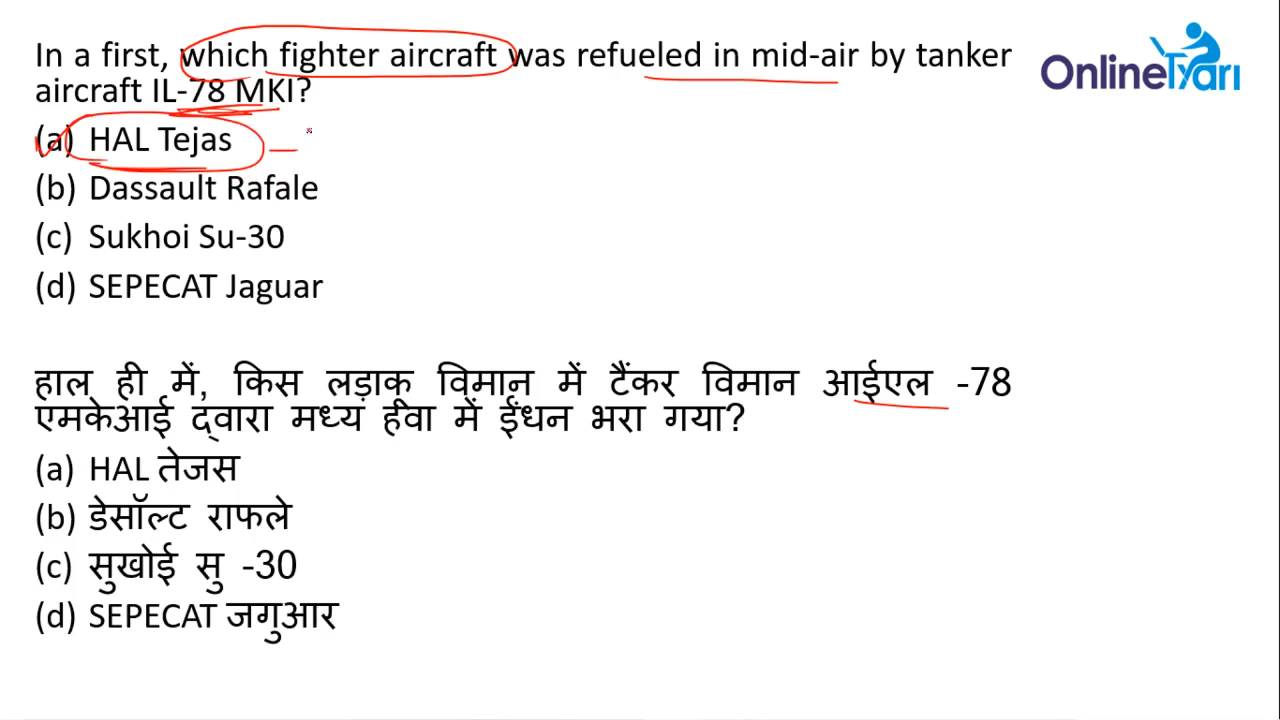 In a first, which fighter aircraft was refueled in mid-air by tanker
aircraft IL-78 MKI?
(a) HAL Tejas
(b) Dassault Rafale
(c) Sukhoi Su-30
(d) SEPECAT Jaguar
हाल ही में, किस लड़ाकू विमान में टैंकर विमान आईएल -78
एमकेआई द्वारा मध्य हवा में ईंधन भरा गया?
(a) HAL तेजस
(b) डेसॉल्ट राफले
(c) सुखोई सु -30
(d) SEPECAT जगुआर
OnlineTyari